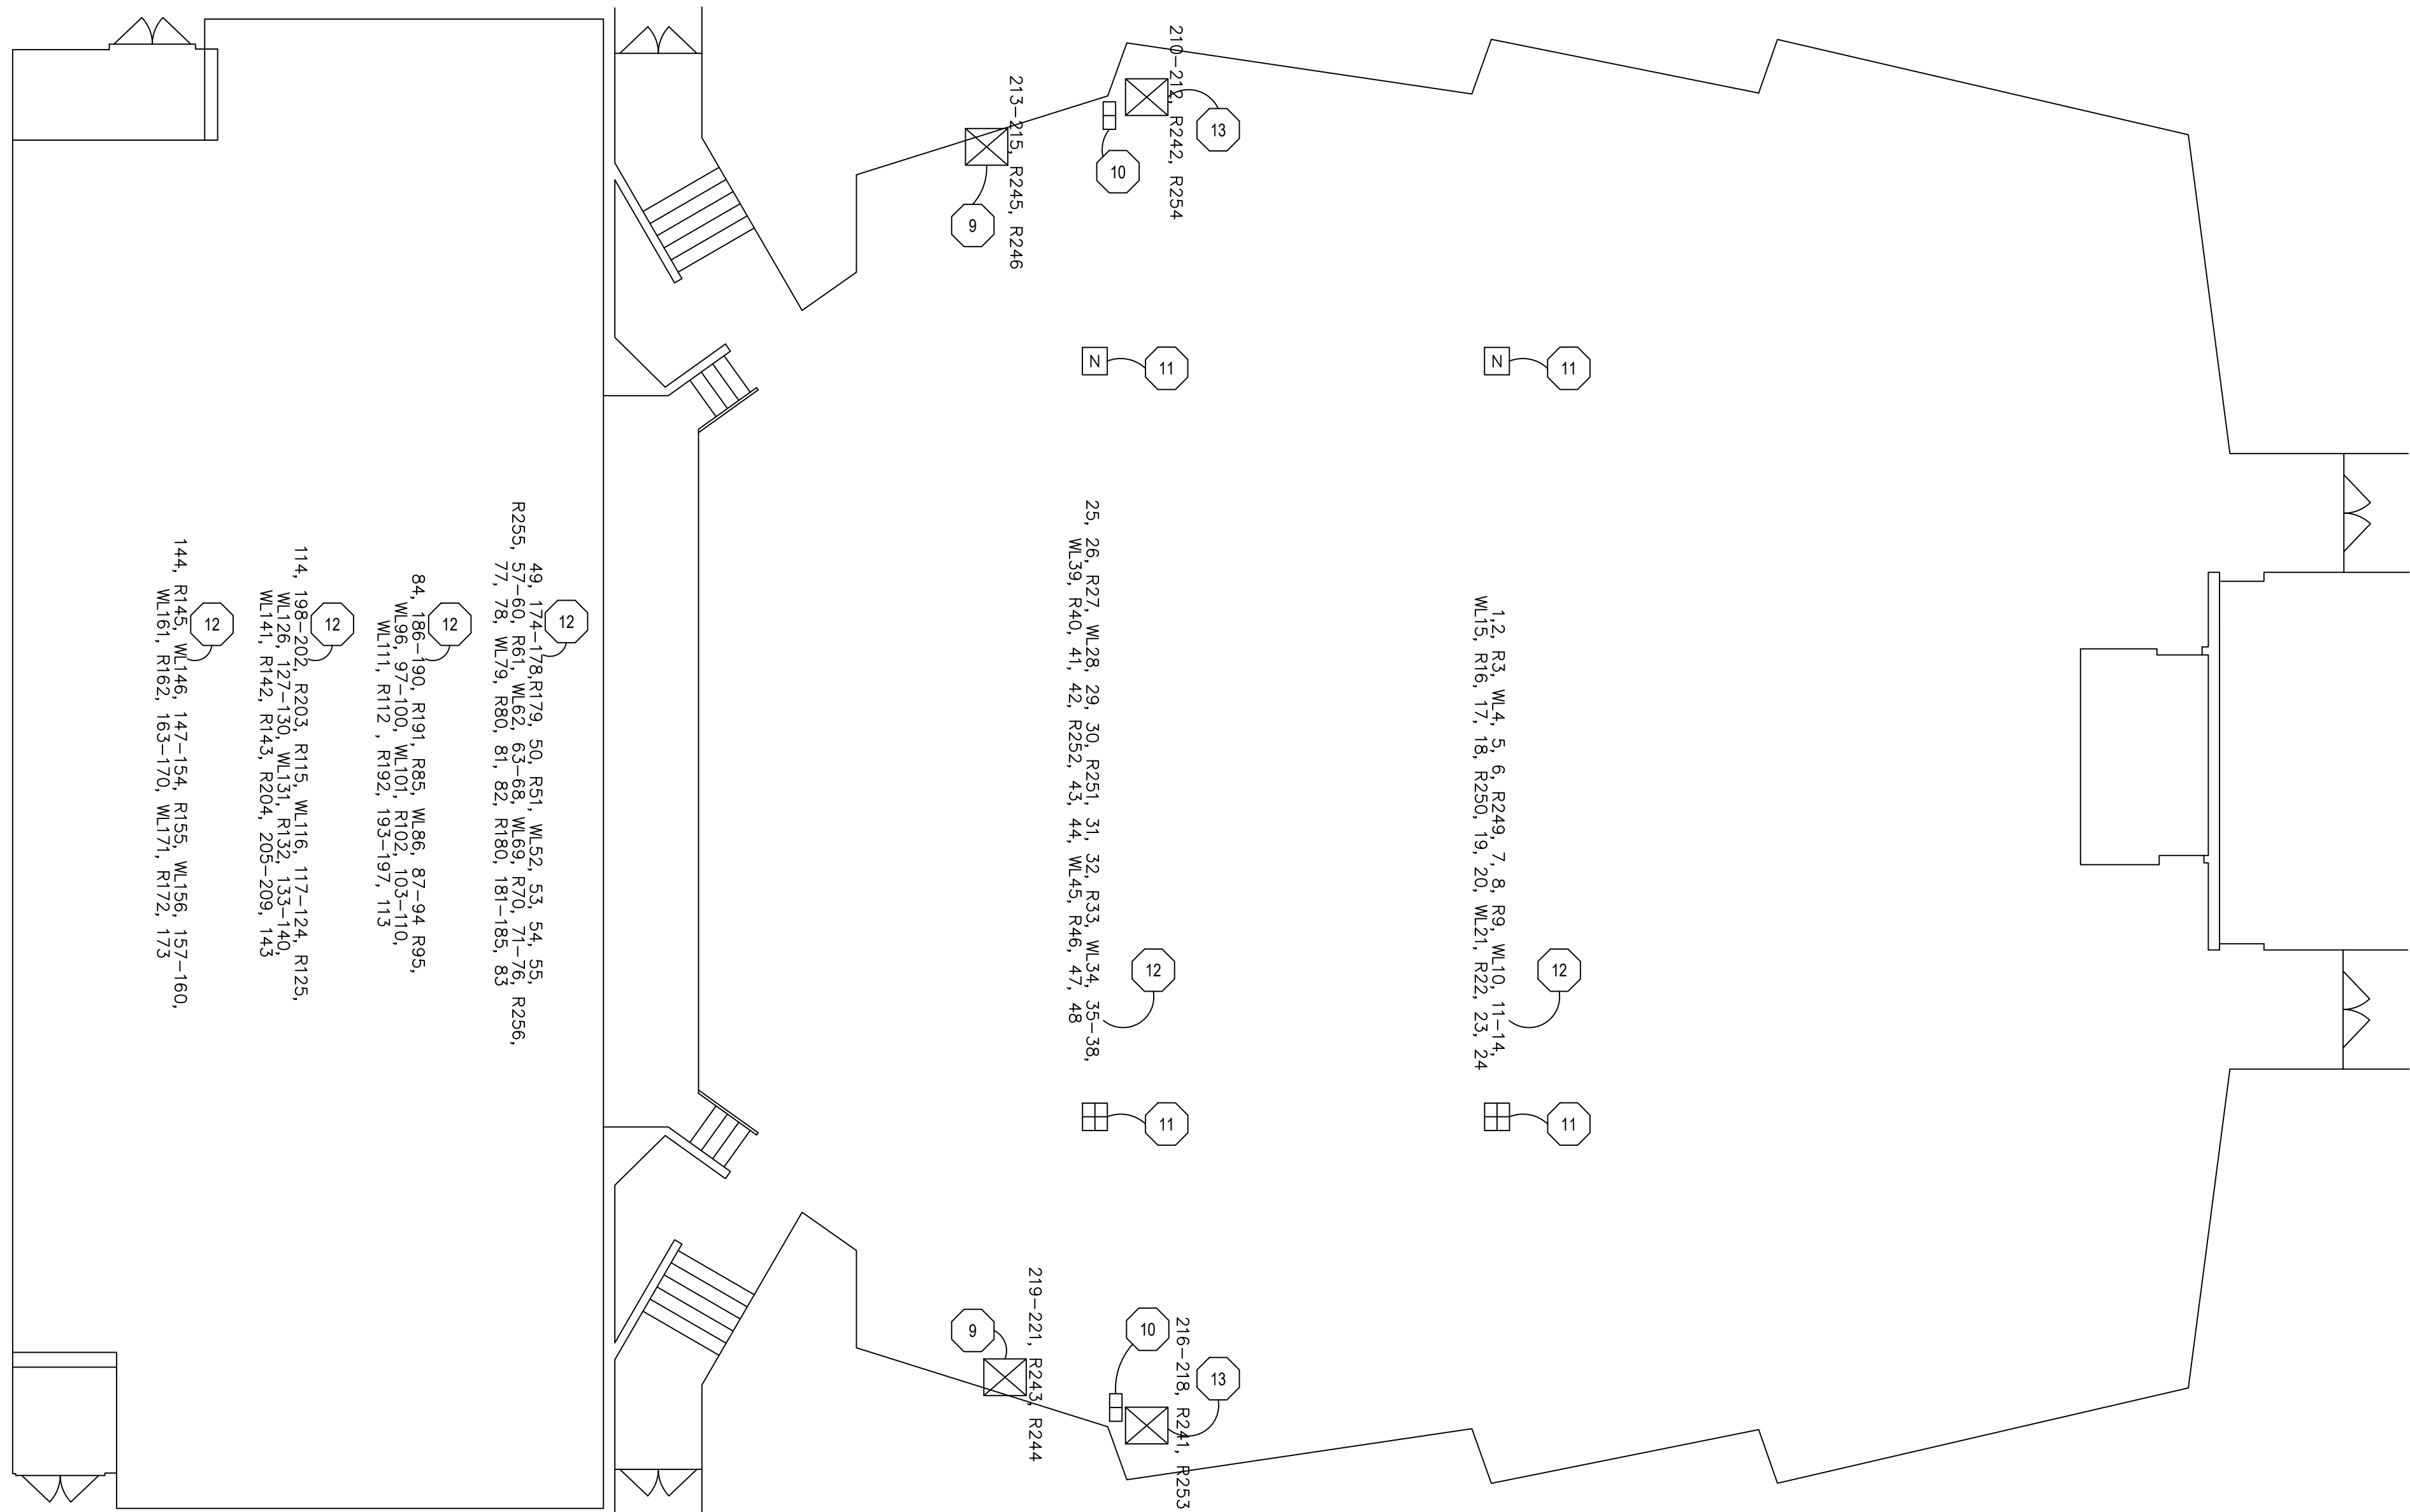 210-212, R242, R254
13
10
213-215, R245, R246
9
N
11
N
11
1,2, R3, WL4, 5, 6, R249, 7, 8, R9, WL10, 11-14,
WL15, R16, 17, 18, R250, 19, 20, WL21, R22, 23, 24
12
25, 26, R27, WL28, 29, 30, R251, 31, 32, R33, WL34, 35-38,
WL39, R40, 41, 42, R252, 43, 44, WL45, R46, 47, 48
12
49, 174-178,R179, 50, R51, WL52, 53, 54, 55,
R255, 57-60, R61, WL62, 63-68, WL69, R70, 71-76, R256,
77, 78, WL79, R80, 81, 82, R180, 181-185, 83
12
84, 186-190, R191, R85, WL86, 87-94 R95,
WL96, 97-100, WL101, R102, 103-110,
WL111, R112 , R192, 193-197, 113
12
114, 198-202, R203, R115, WL116, 117-124, R125,
WL126, 127-130, WL131, R132, 133-140,
WL141, R142, R143, R204, 205-209, 143
12
144, R145, WL146, 147-154, R155, WL156, 157-160,
WL161, R162, 163-170, WL171, R172, 173
12
11
11
219-221, R243, R244
9
10
216-218, R241, R253
13